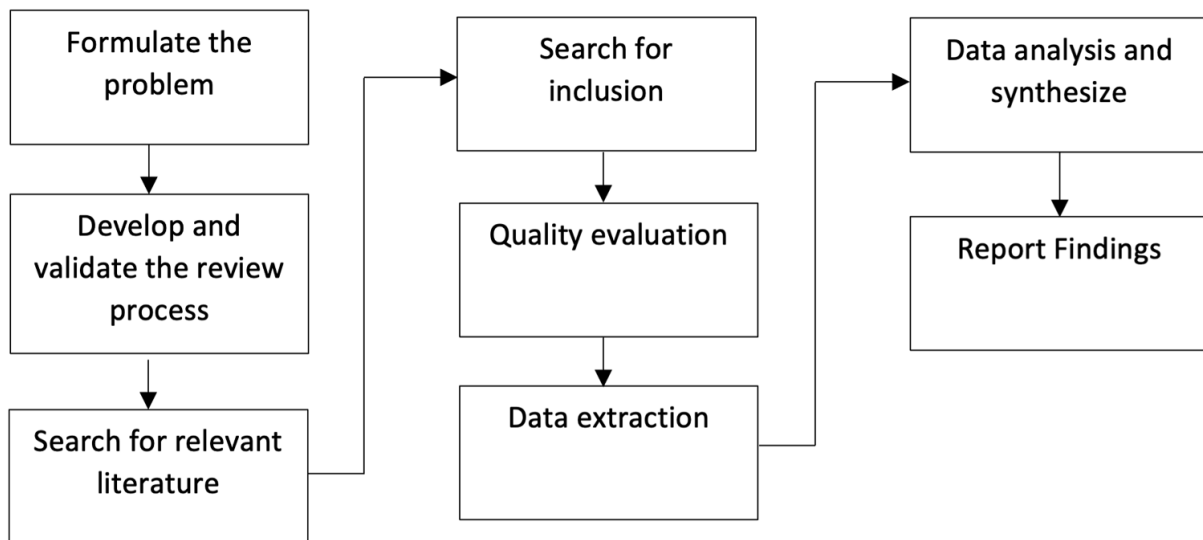 Formulate the
problem
Develop and
validate the review
process
Search for relevant
literature
Search for
inclusion
Quality evaluation
Data extraction
Data analysis and
synthesize
Report Findings